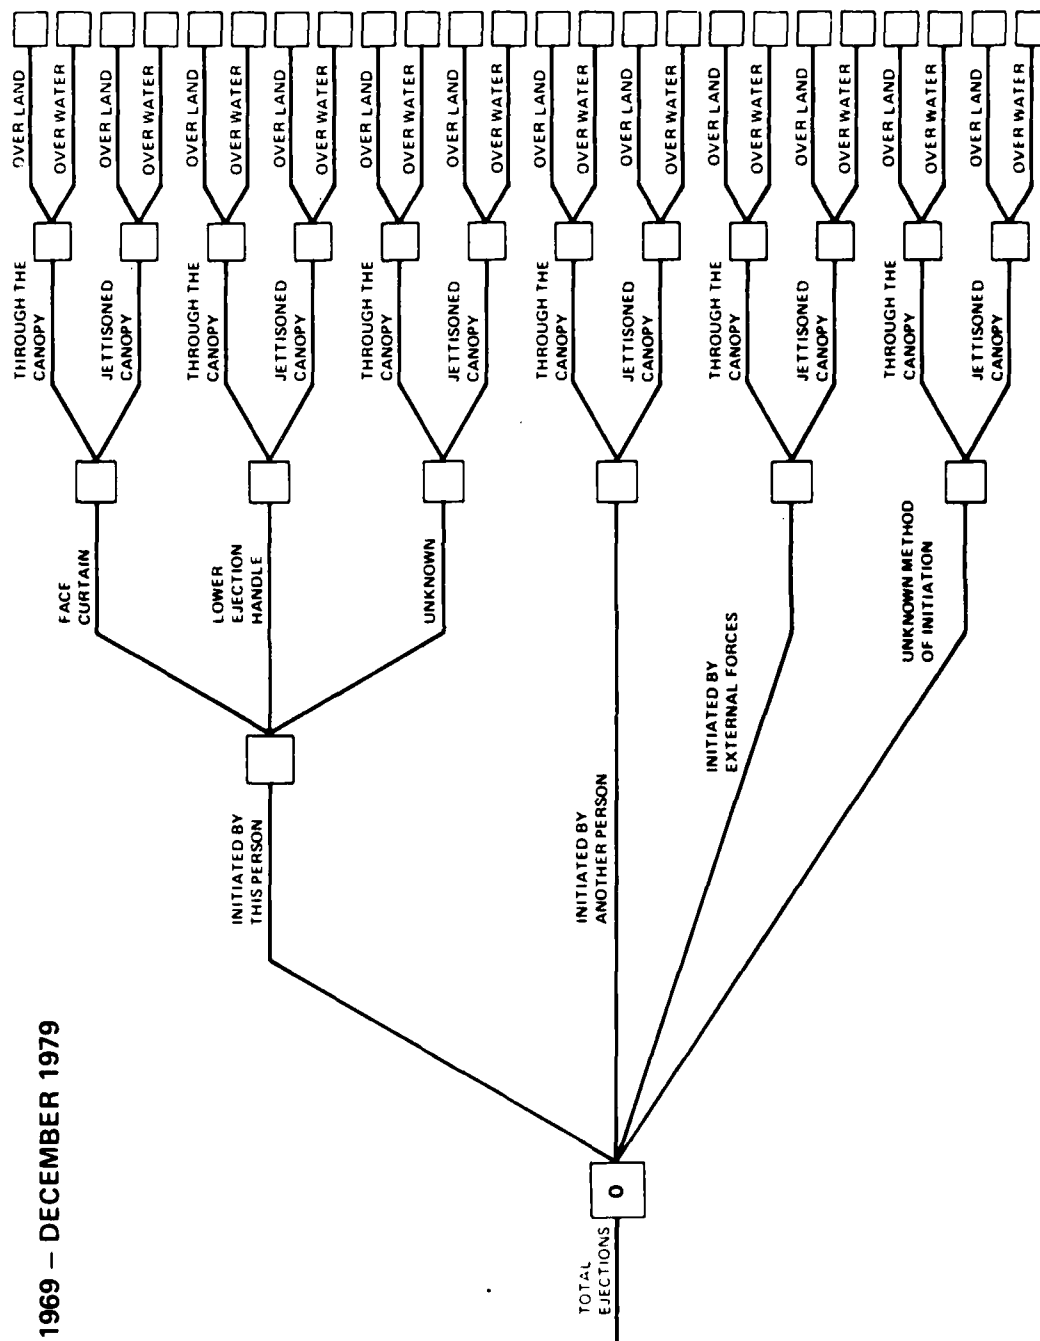 1969 – DECEMBER 1979
TOTAL
EJECTIONS
0
INITIATED BY
THIS PERSON
INITIATED BY
ANOTHER PERSON
INITIATED BY
EXTERNAL FORCES
UNKNOWN METHOD
OF INITIATION
FACE
CURTAIN
LOWER
EJECTION
HANDLE
UNKNOWN
THROUGH THE
CANOPY
JETTISONED
CANOPY
THROUGH THE
CANOPY
JETTISONED
CANOPY
THROUGH THE
CANOPY
JETTISONED
CANOPY
THROUGH THE
CANOPY
JETTISONED
CANOPY
THROUGH THE
CANOPY
JETTISONED
CANOPY
THROUGH THE
CANOPY
JETTISONED
CANOPY
OVER LAND
OVER WATER
OVER LAND
OVER WATER
OVER LAND
OVER WATER
OVER LAND
OVER WATER
OVER LAND
OVER WATER
OVER LAND
OVER WATER
OVER LAND
OVER WATER
OVER LAND
OVER WATER
OVER LAND
OVER WATER
OVER LAND
OVER WATER
OVER LAND
OVER WATER
OVER LAND
OVER WATER